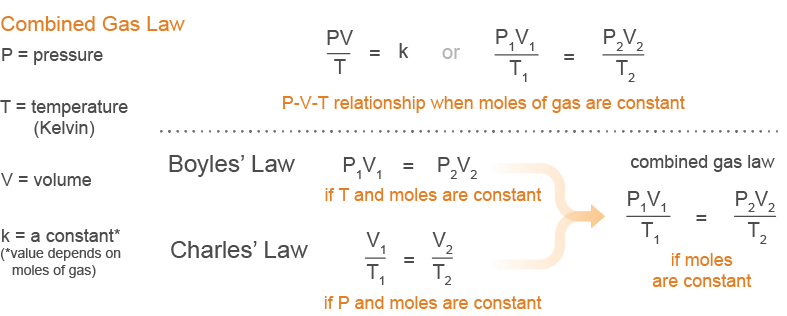 Combined Gas Law
P = pressure
T = temperature
(Kelvin)
V = volume
k = a constant*
(*value depends on
moles of gas)
PV/T = k or P₁V₁/T₁ = P₂V₂/T₂
P-V-T relationship when moles of gas are constant
Boyles’ Law P₁V₁ = P₂V₂
if T and moles are constant
Charles’ Law V₁/T₁ = V₂/T₂
if P and moles are constant
combined gas law
P₁V₁/T₁ = P₂V₂/T₂
if moles
are constant